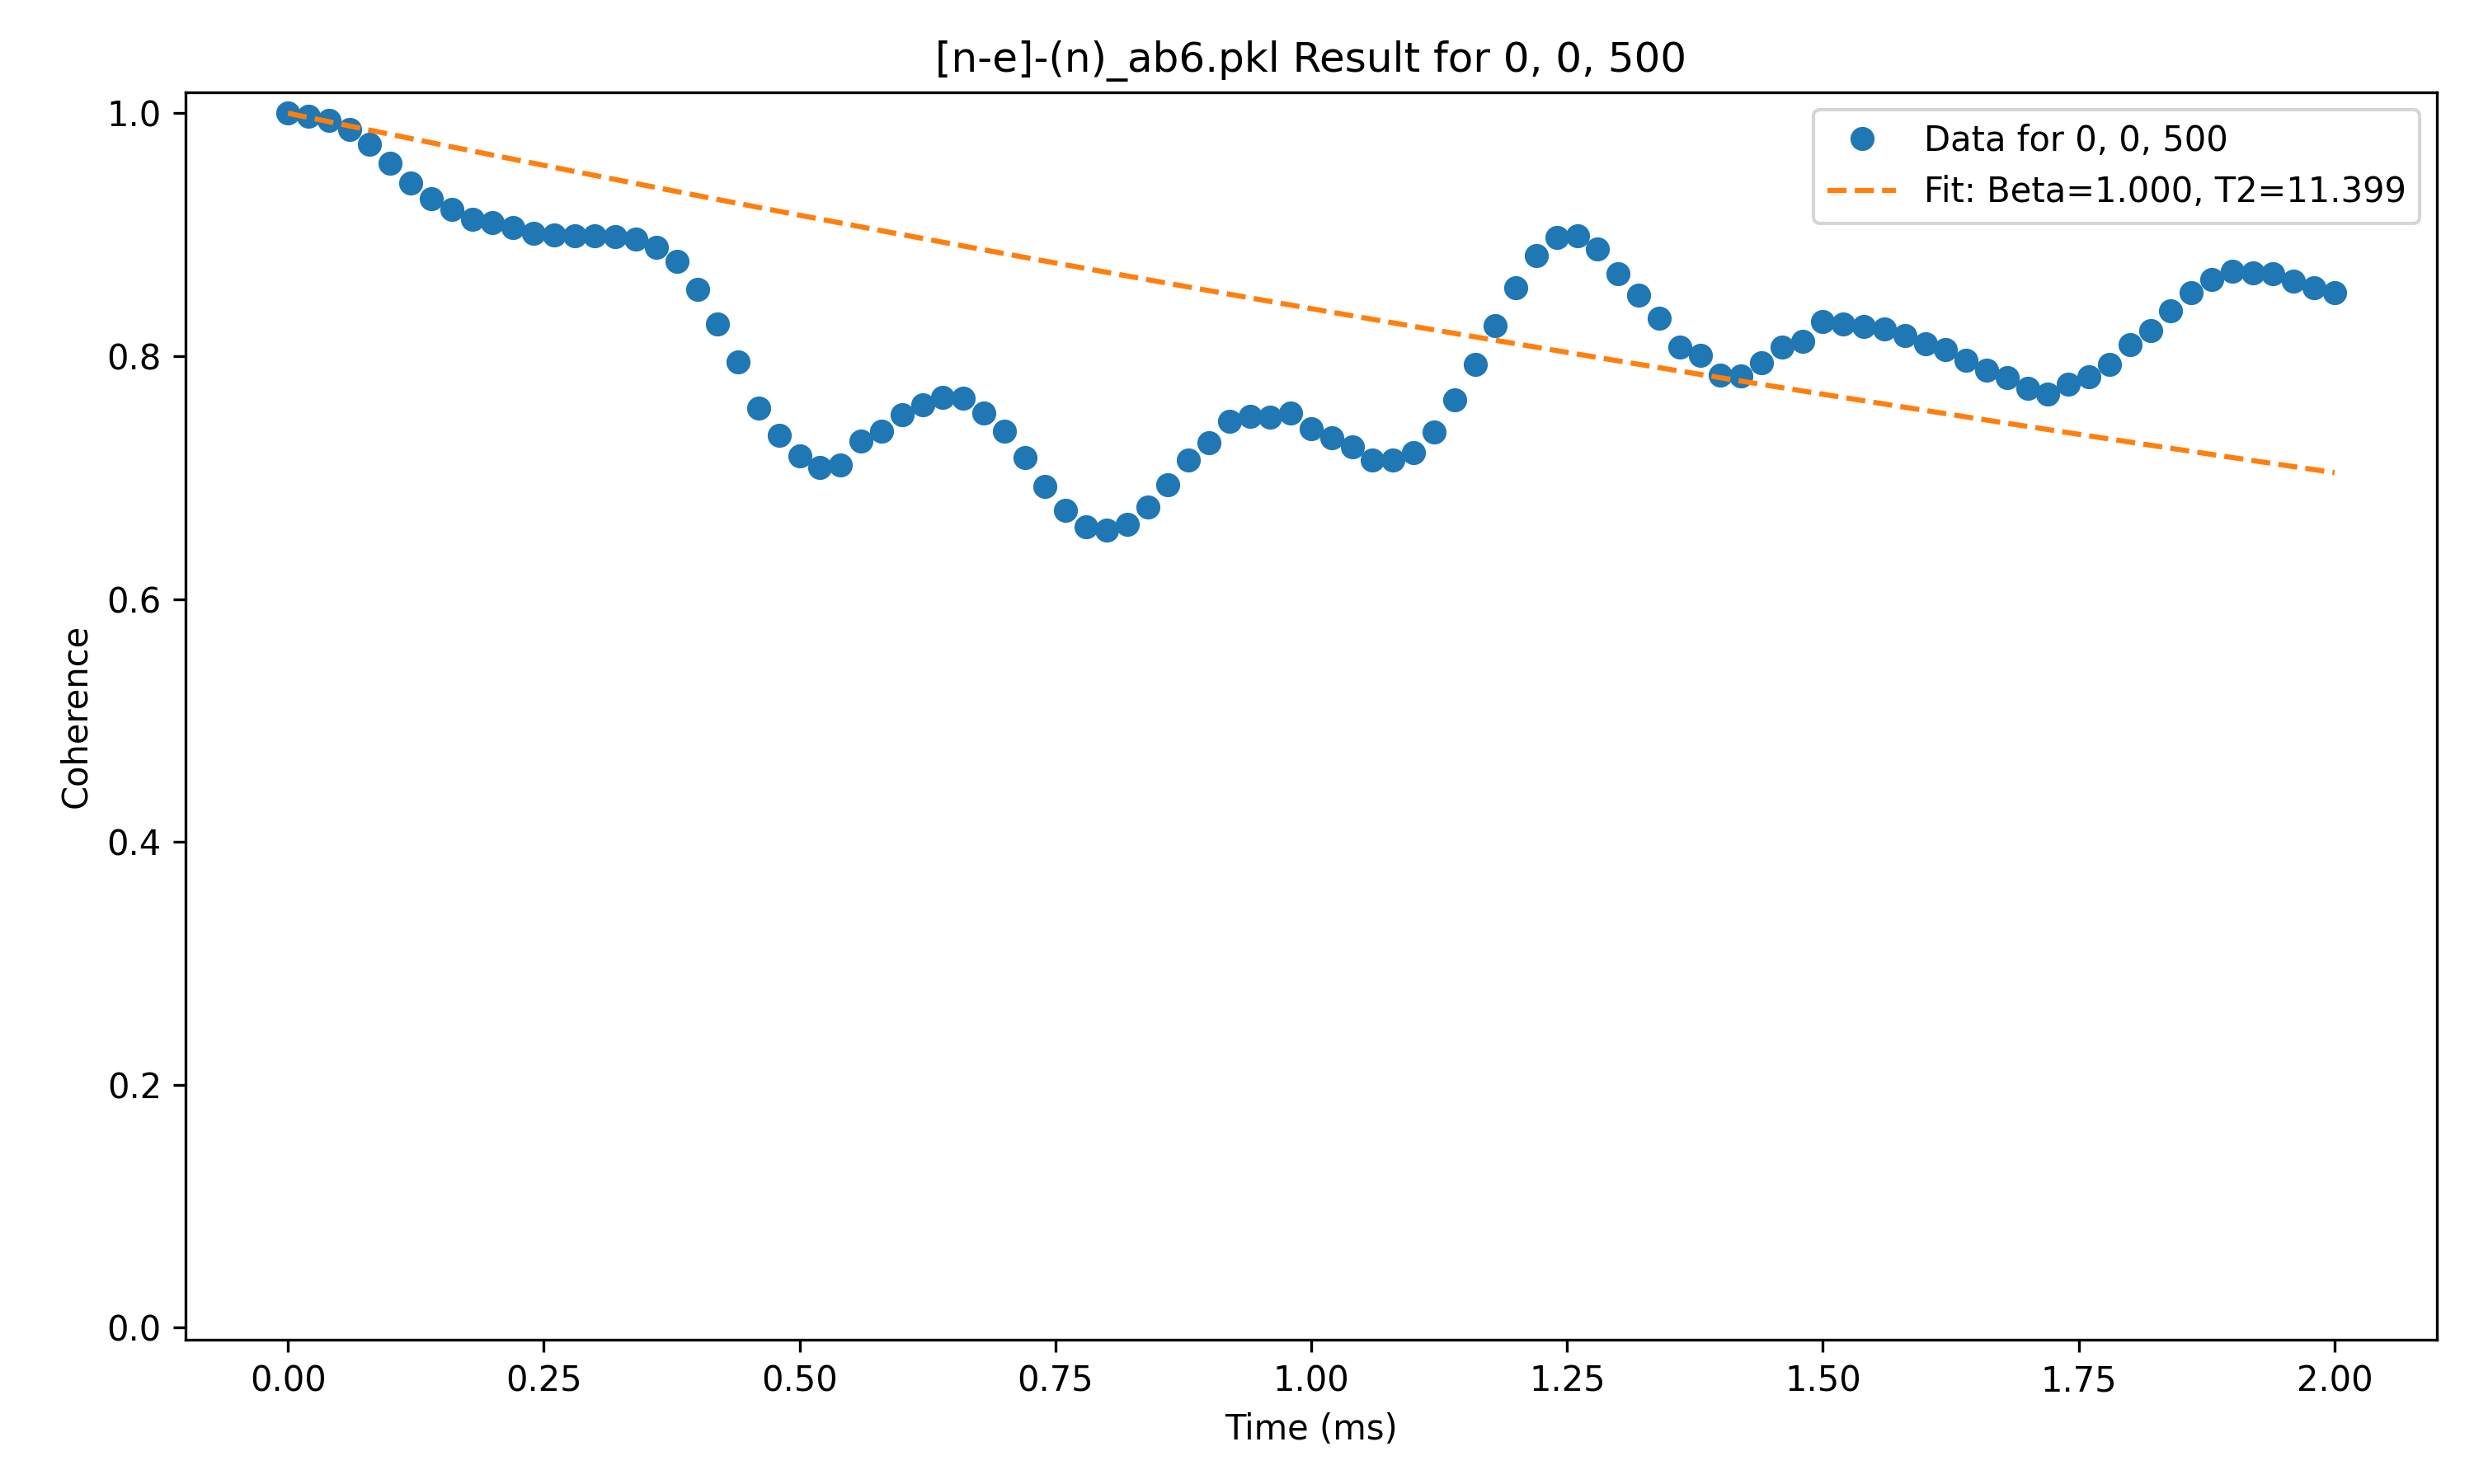 [n-e]-(n)_ab6.pkl Result for 0, 0, 500
Data for 0, 0, 500
Fit: Beta=1.000, T2=11.399
1.0
0.8
0.6
0.4
0.2
0.0
Coherence
0.00 0.25 0.50 0.75 1.00 1.25 1.50 1.75 2.00
Time (ms)